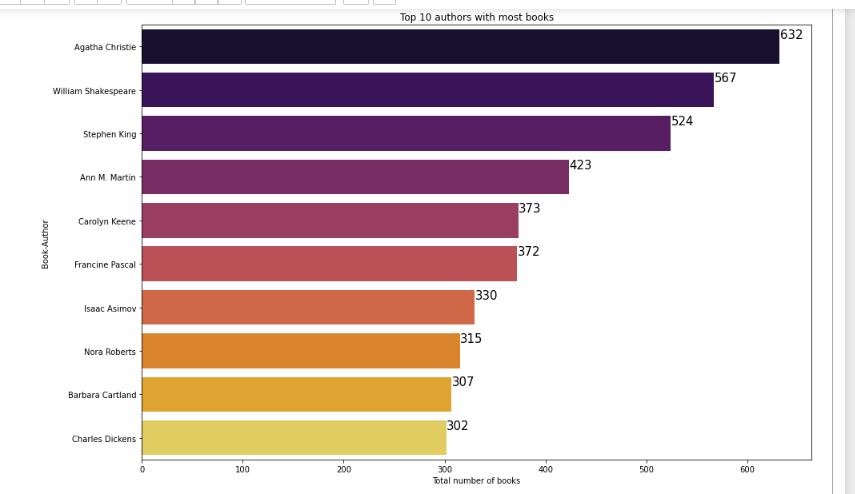 Top 10 authors with most books
Agatha Christie
632
William Shakespeare
567
Stephen King
524
Ann M. Martin
423
Carolyn Keene
373
Francine Pascal
372
Isaac Asimov
330
Nora Roberts
315
Barbara Cartland
307
Charles Dickens
302
Book-Author
0 100 200 300 400 500 600
Total number of books